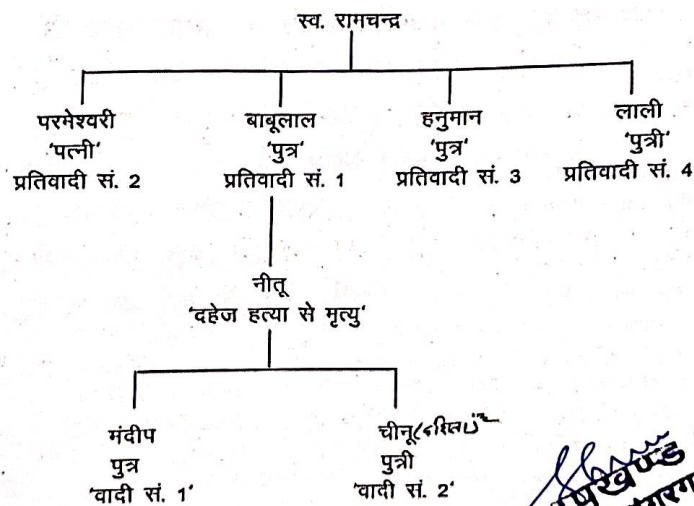 स्व. रामचन्द्र
परमेश्वरी बाबूलाल हनुमान लाली
'पत्नी' 'पुत्र' 'पुत्र' 'पुत्री'
प्रतिवादी सं. 2 प्रतिवादी सं. 1 प्रतिवादी सं. 3 प्रतिवादी सं. 4
नीतू
'दहेज हत्या से मृत्यु'
मंदीप चीनू
पुत्र पुत्री
'वादी सं. 1' 'वादी सं. 2'